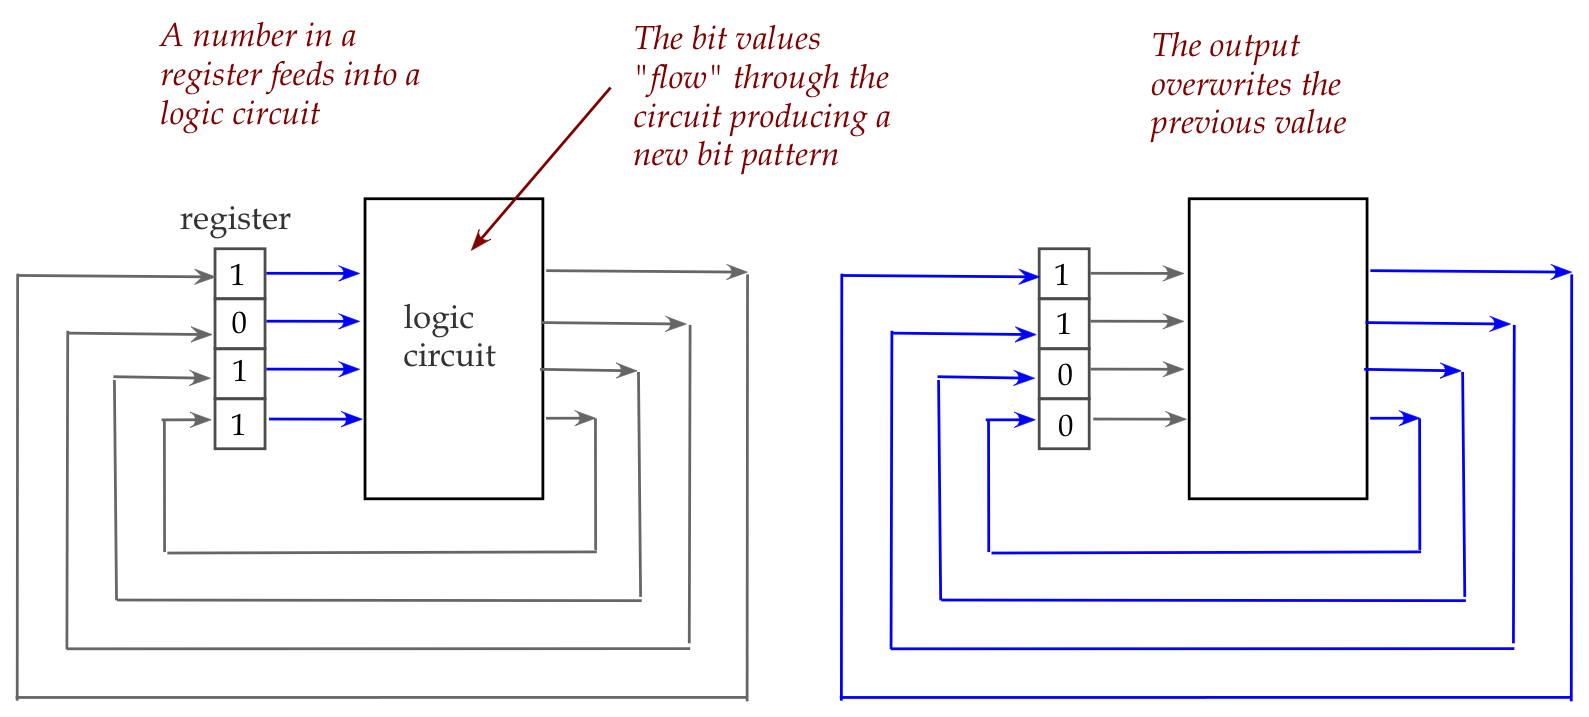 A number in a
register feeds into a
logic circuit
The bit values
"flow" through the
circuit producing a
new bit pattern
The output
overwrites the
previous value
register
1
0
1
1
logic
circuit
1
1
0
0